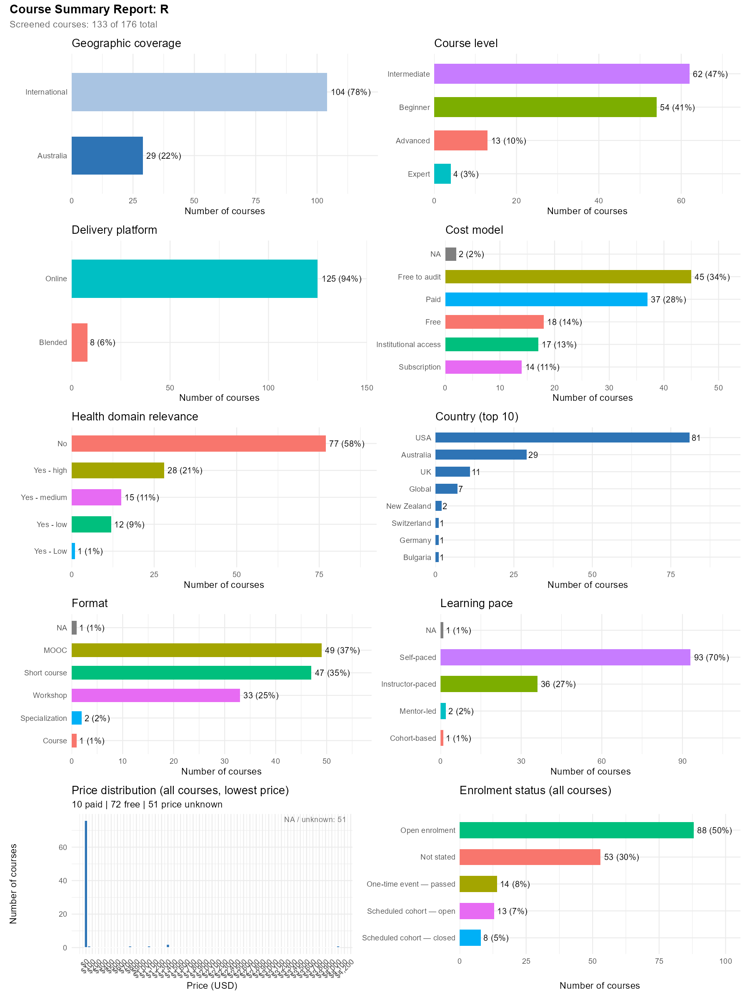 Course Summary Report: R
Screened courses: 133 of 176 total
Geographic coverage
International
104 (78%)
Australia
29 (22%)
0 25 50 75 100
Number of courses
Course level
Intermediate
62 (47%)
Beginner
54 (41%)
Advanced
13 (10%)
Expert
4 (3%)
0 20 40 60
Number of courses
Delivery platform
Online
125 (94%)
Blended
8 (6%)
0 50 100 150
Number of courses
Cost model
NA
2 (2%)
Free to audit
45 (34%)
Paid
37 (28%)
Free
18 (14%)
Institutional access
17 (13%)
Subscription
14 (11%)
0 10 20 30 40 50
Number of courses
Health domain relevance
No
77 (58%)
Yes - high
28 (21%)
Yes - medium
15 (11%)
Yes - low
12 (9%)
Yes - Low
1 (1%)
0 25 50 75
Number of courses
Country (top 10)
USA
81
Australia
29
UK
11
Global
7
New Zealand
2
Switzerland
1
Germany
1
Bulgaria
1
0 25 50 75
Number of courses
Format
NA
1 (1%)
MOOC
49 (37%)
Short course
47 (35%)
Workshop
33 (25%)
Specialization
2 (2%)
Course
1 (1%)
0 10 20 30 40 50
Number of courses
Learning pace
NA
1 (1%)
Self-paced
93 (70%)
Instructor-paced
36 (27%)
Mentor-led
2 (2%)
Cohort-based
1 (1%)
0 30 60 90
Number of courses
Price distribution (all courses, lowest price)
10 paid | 72 free | 51 price unknown
NA / unknown: 51
Number of courses
60
40
20
0
$0
$4,200
Price (USD)
Enrolment status (all courses)
Open enrolment
88 (50%)
Not stated
53 (30%)
One-time event — passed
14 (8%)
Scheduled cohort — open
13 (7%)
Scheduled cohort — closed
8 (5%)
0 25 50 75 100
Number of courses